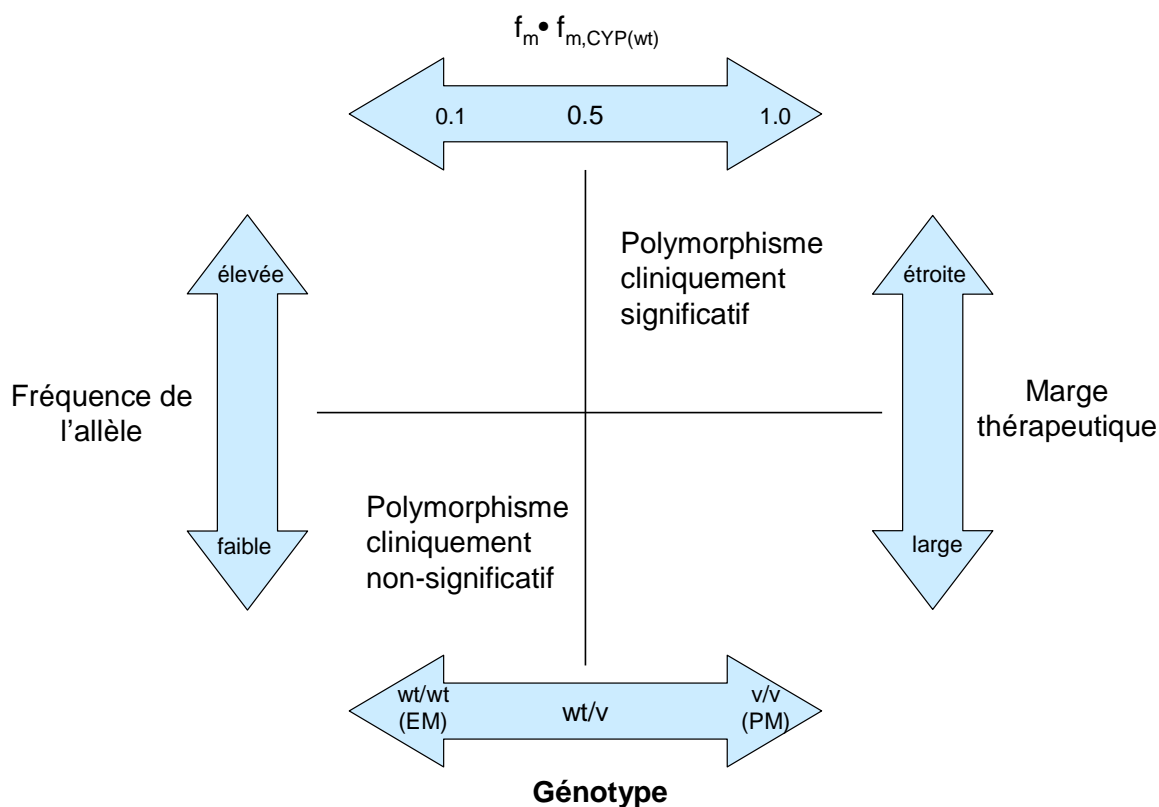 fm• fm,CYP(wt)
0.1 0.5 1.0
Polymorphisme
cliniquement
significatif
élevée
étroite
Fréquence de
l’allèle
Marge
thérapeutique
Polymorphisme
cliniquement
non-significatif
faible
large
wt/wt
(EM)
wt/v
v/v
(PM)
Génotype